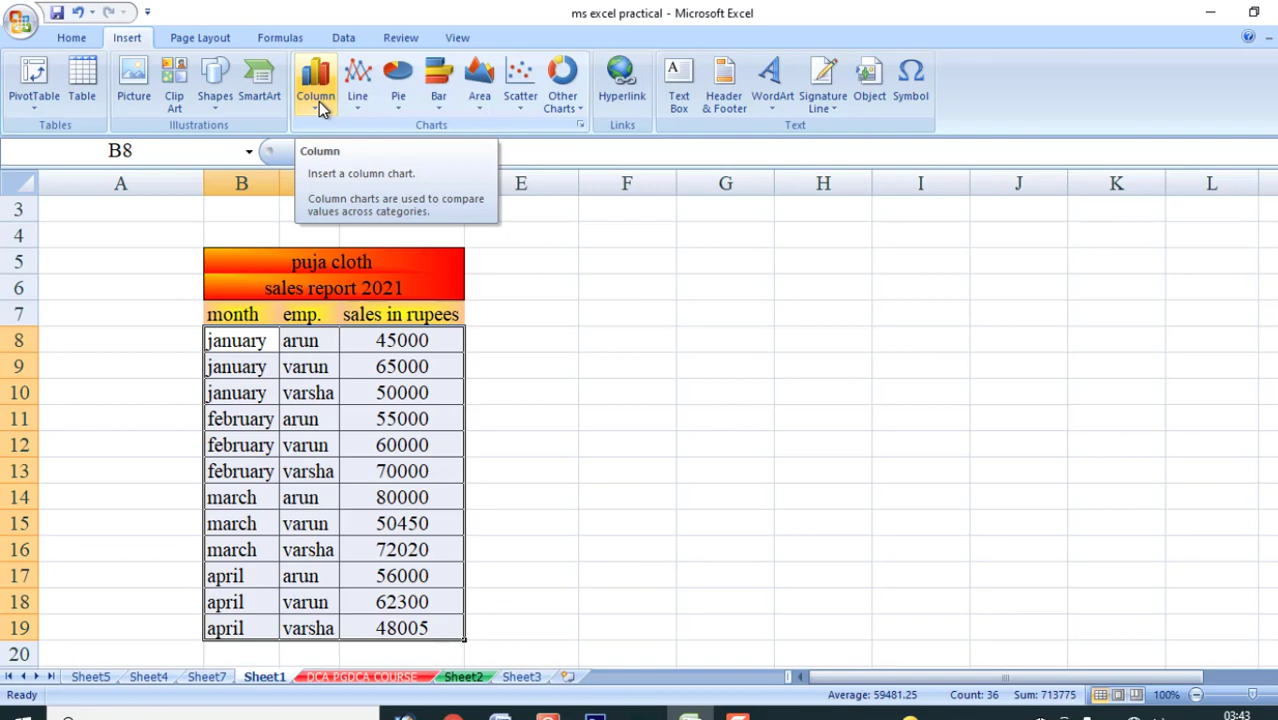 ms excel practical - Microsoft Excel
Home Insert Page Layout Formulas Data Review View
PivotTable Table Picture Clip Art Shapes SmartArt Column Line Pie Bar Area Scatter Other Charts Hyperlink Text Box Header & Footer WordArt Signature Line Object Symbol
Tables Illustrations Charts Links Text
B8
Column
Insert a column chart.
Column charts are used to compare
values across categories.
A B E F G H I J K L
3
4
5 puja cloth
6 sales report 2021
7 month emp. sales in rupees
8 january arun 45000
9 january varun 65000
10 january varsha 50000
11 february arun 55000
12 february varun 60000
13 february varsha 70000
14 march arun 80000
15 march varun 50450
16 march varsha 72020
17 april arun 56000
18 april varun 62300
19 april varsha 48005
20
Sheet5 Sheet4 Sheet7 Sheet1 DCA PGDCA COURSE Sheet2 Sheet3
Ready Average: 59481.25 Count: 36 Sum: 713775 100%
03:43